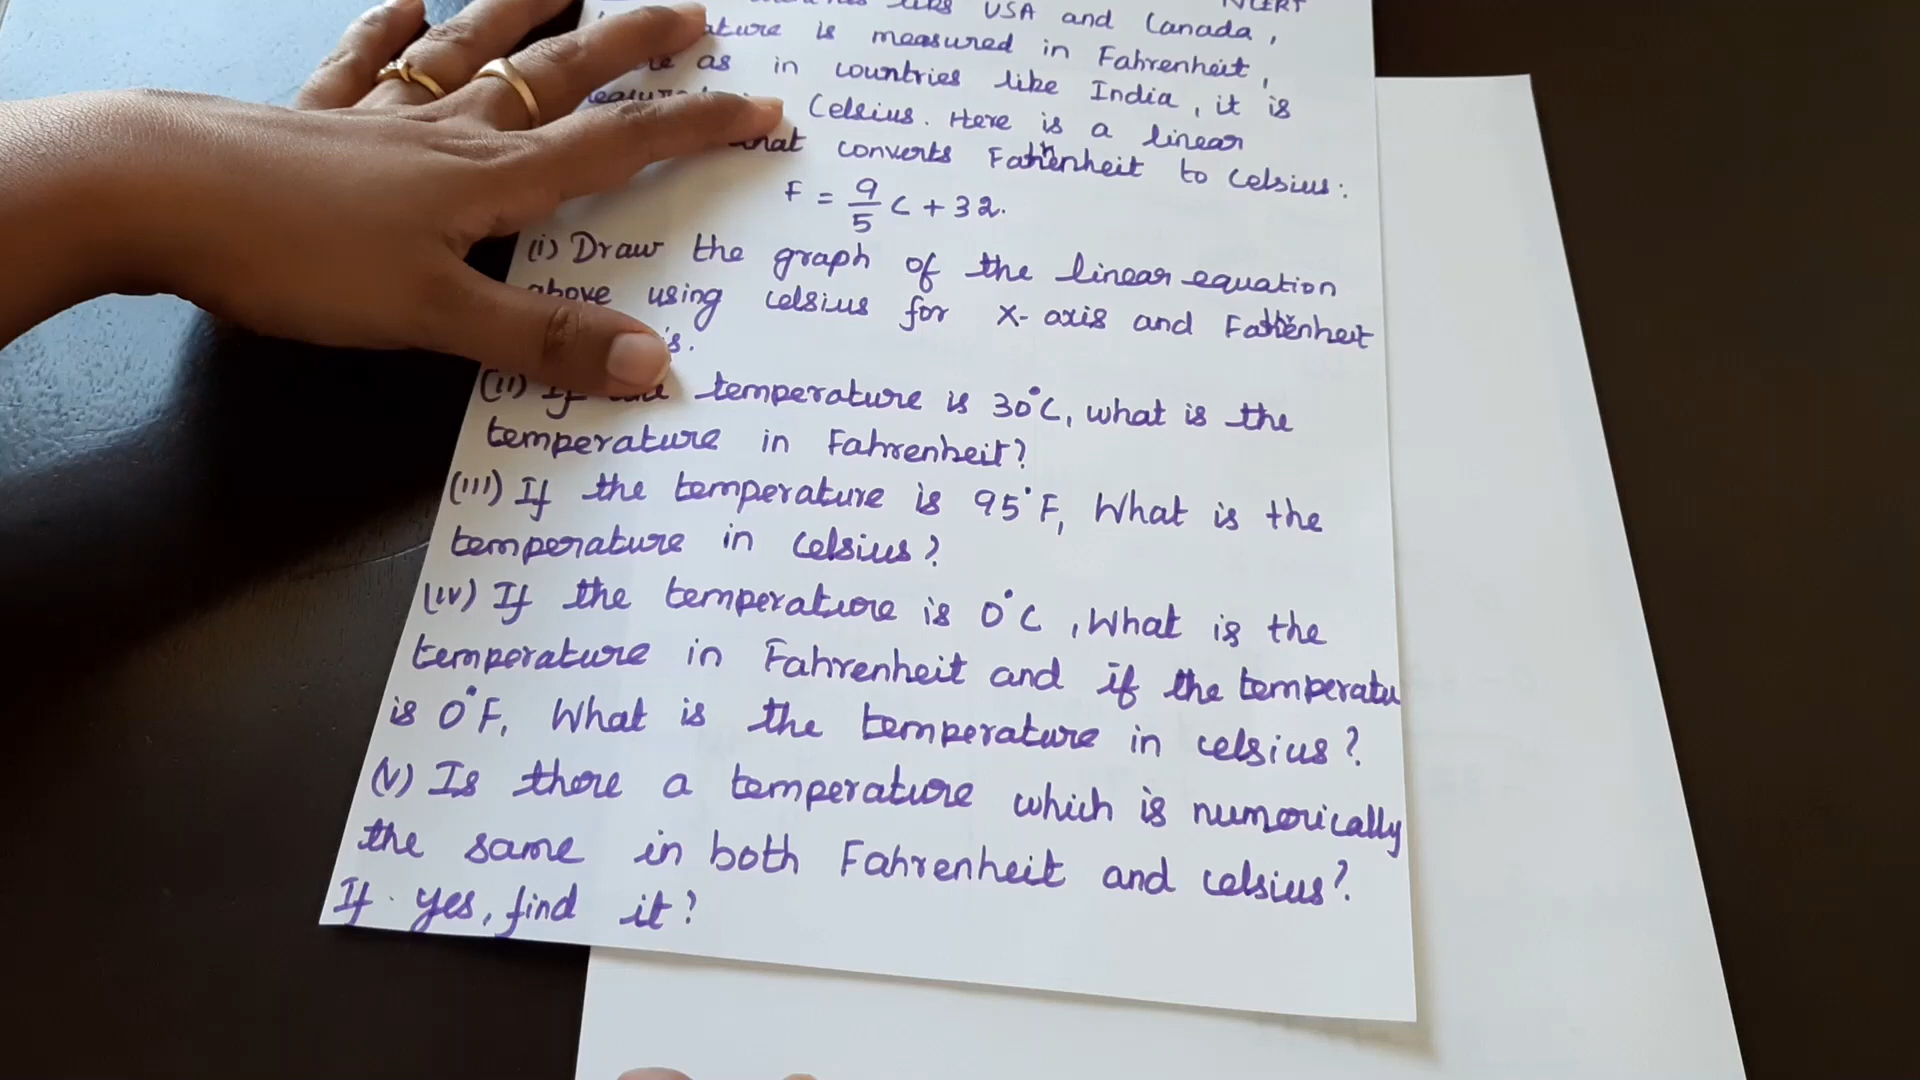 NCERT
USA and Canada,
is measured in Fahrenheit,
as in countries like India, it is
Celsius. Here is a linear
that converts Fahrenheit to Celsius:
F = 9/5 C + 32.
(i) Draw the graph of the linear equation
above using celsius for x-axis and Fahrenheit
(ii) If temperature is 30°C, what is the
temperature in Fahrenheit?
(iii) If the temperature is 95°F, What is the
temperature in celsius?
(iv) If the temperature is 0°C, What is the
temperature in Fahrenheit and if the temperatu
is 0°F, What is the temperature in celsius?
(v) Is there a temperature which is numerically
the same in both Fahrenheit and celsius?
If yes, find it?